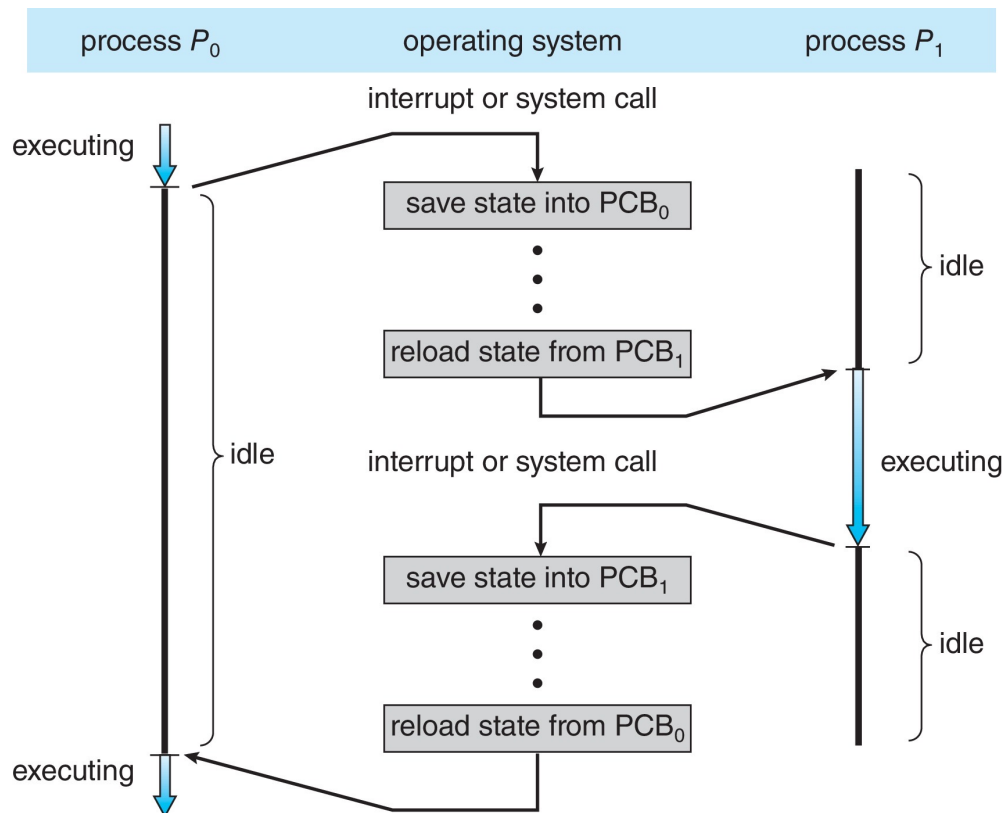 process P₀ operating system process P₁
interrupt or system call
executing
save state into PCB₀
idle
reload state from PCB₁
idle
interrupt or system call
executing
save state into PCB₁
idle
reload state from PCB₀
executing